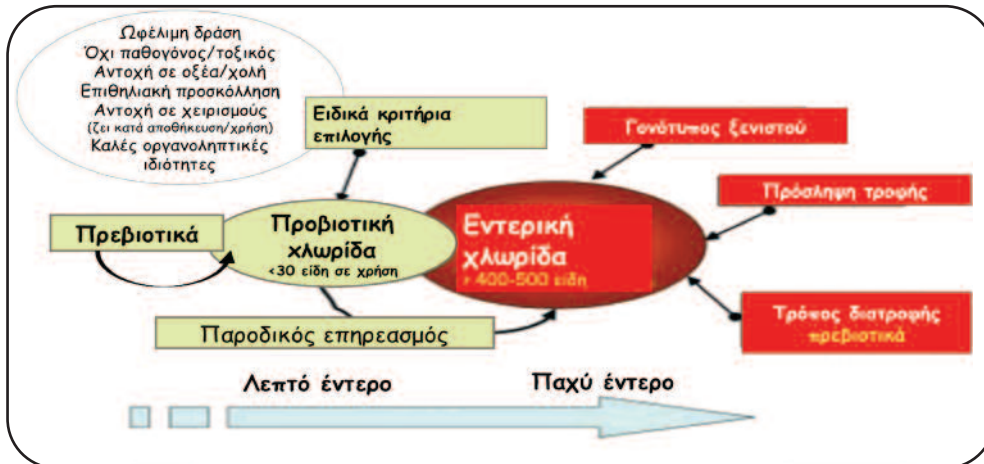 Ωφέλιμη δράση
Όχι παθογόνος/τοξικός
Αντοχή σε οξέα/χολή
Επιθηλιακή προσκόλληση
Αντοχή σε χειρισμούς
(ζει κατά αποθήκευση/χρήση)
Καλές οργανοληπτικές
ιδιότητες
Ειδικά κριτήρια
επιλογής
Γονότυπος ξενιστού
Πρόσληψη τροφής
Πρεβιοτικά
Προβιοτική
χλωρίδα
<30 είδη σε χρήση
Εντερική
χλωρίδα
400-500 είδη
Τρόπος διατροφής
πρεβιοτικά
Παροδικός επηρεασμός
Λεπτό έντερο
Παχύ έντερο